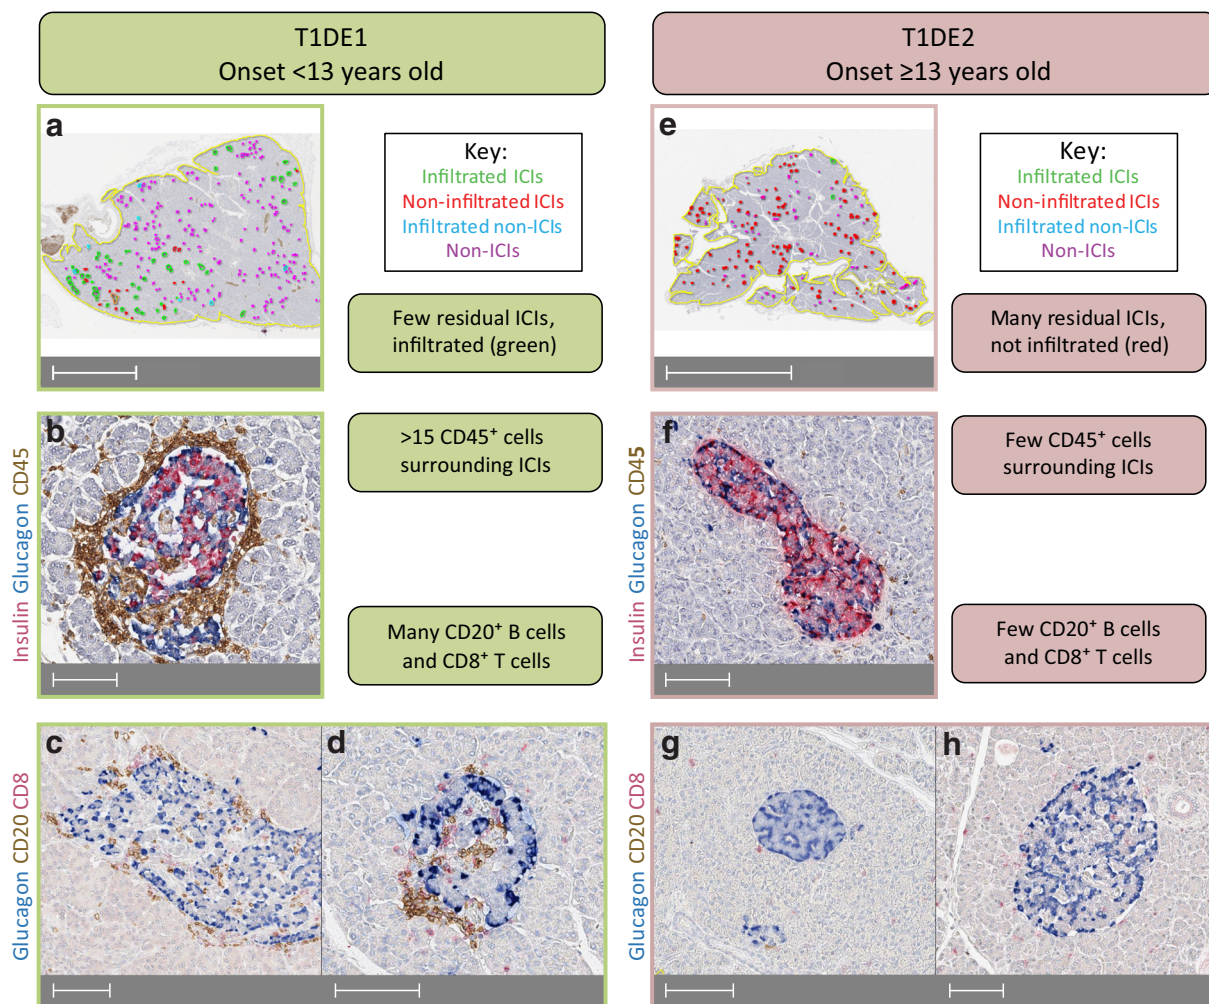 T1DE1
Onset <13 years old
T1DE2
Onset ≥13 years old
a
Key:
Infiltrated ICIs
Non-infiltrated ICIs
Infiltrated non-ICIs
Non-ICIs
Few residual ICIs,
infiltrated (green)
e
Key:
Infiltrated ICIs
Non-infiltrated ICIs
Infiltrated non-ICIs
Non-ICIs
Many residual ICIs,
not infiltrated (red)
Insulin Glucagon CD45
b
>15 CD45⁺ cells
surrounding ICIs
Many CD20⁺ B cells
and CD8⁺ T cells
Insulin Glucagon CD45
f
Few CD45⁺ cells
surrounding ICIs
Few CD20⁺ B cells
and CD8⁺ T cells
Glucagon CD20 CD8
c
d
Glucagon CD20 CD8
g
h